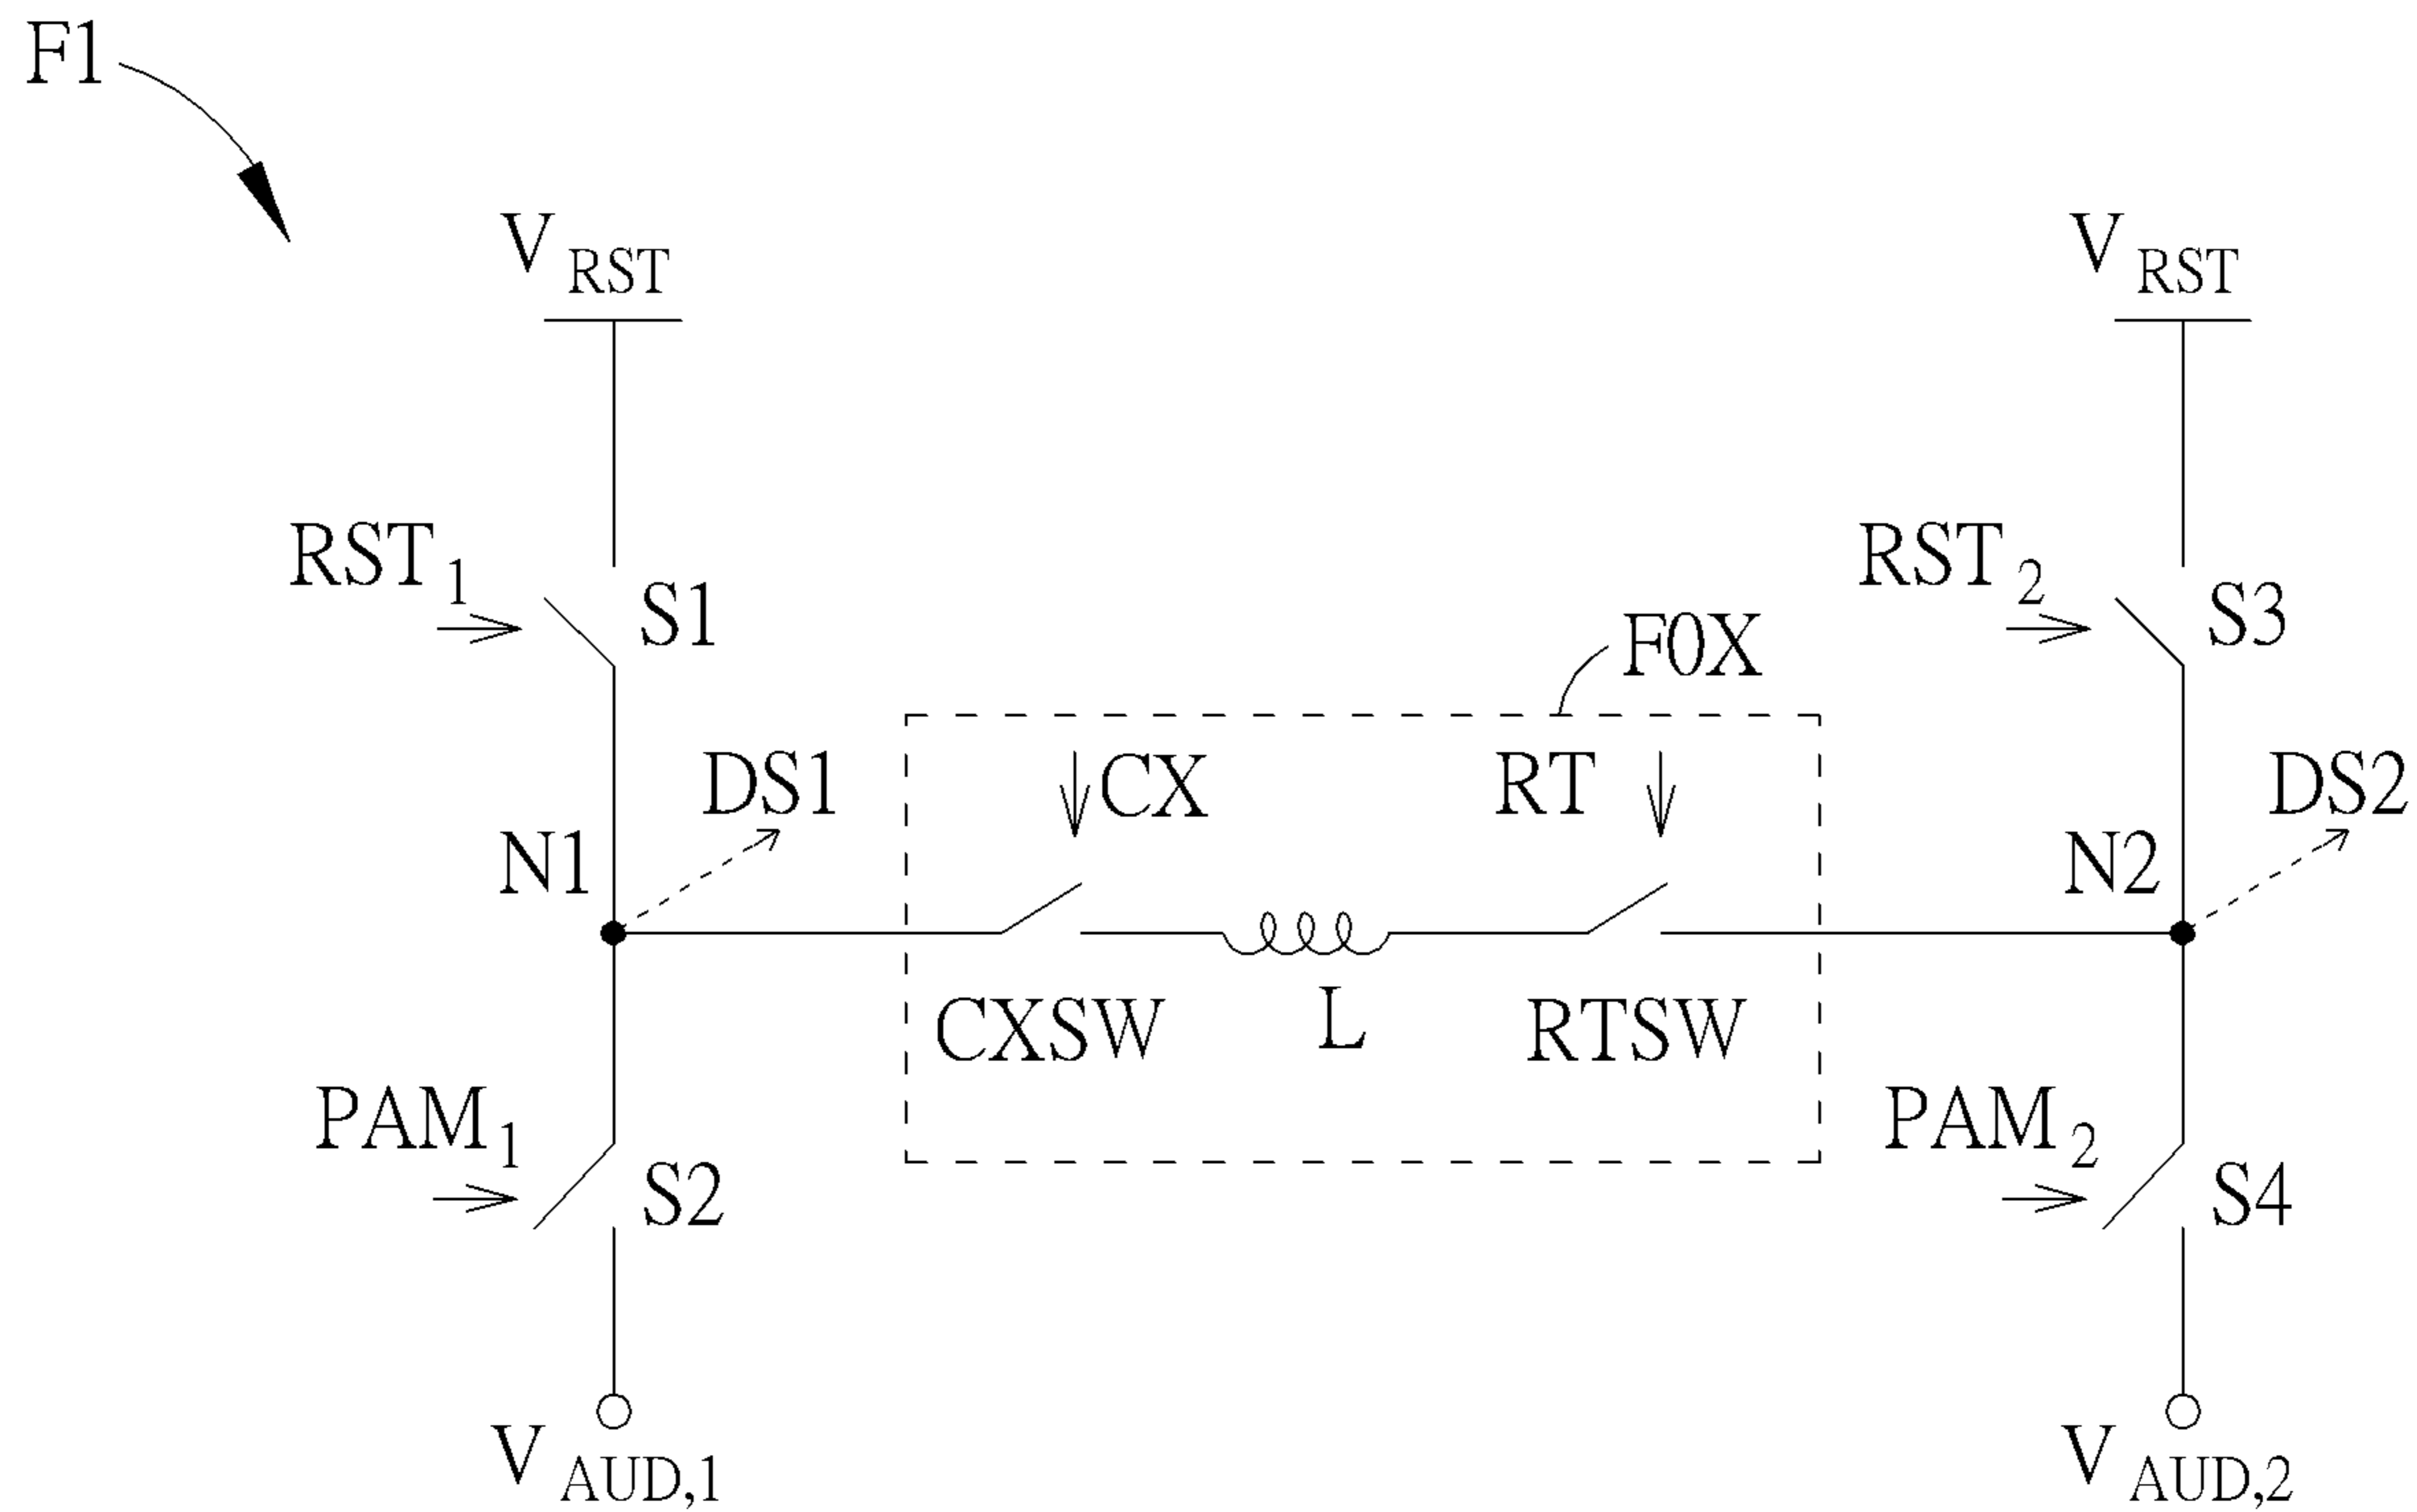 F1
V RST
V RST
RST 1
S1
RST 2
S3
F0X
DS1
CX
RT
DS2
N1
N2
CXSW
L
RTSW
PAM 1
S2
PAM 2
S4
V AUD,1
V AUD,2